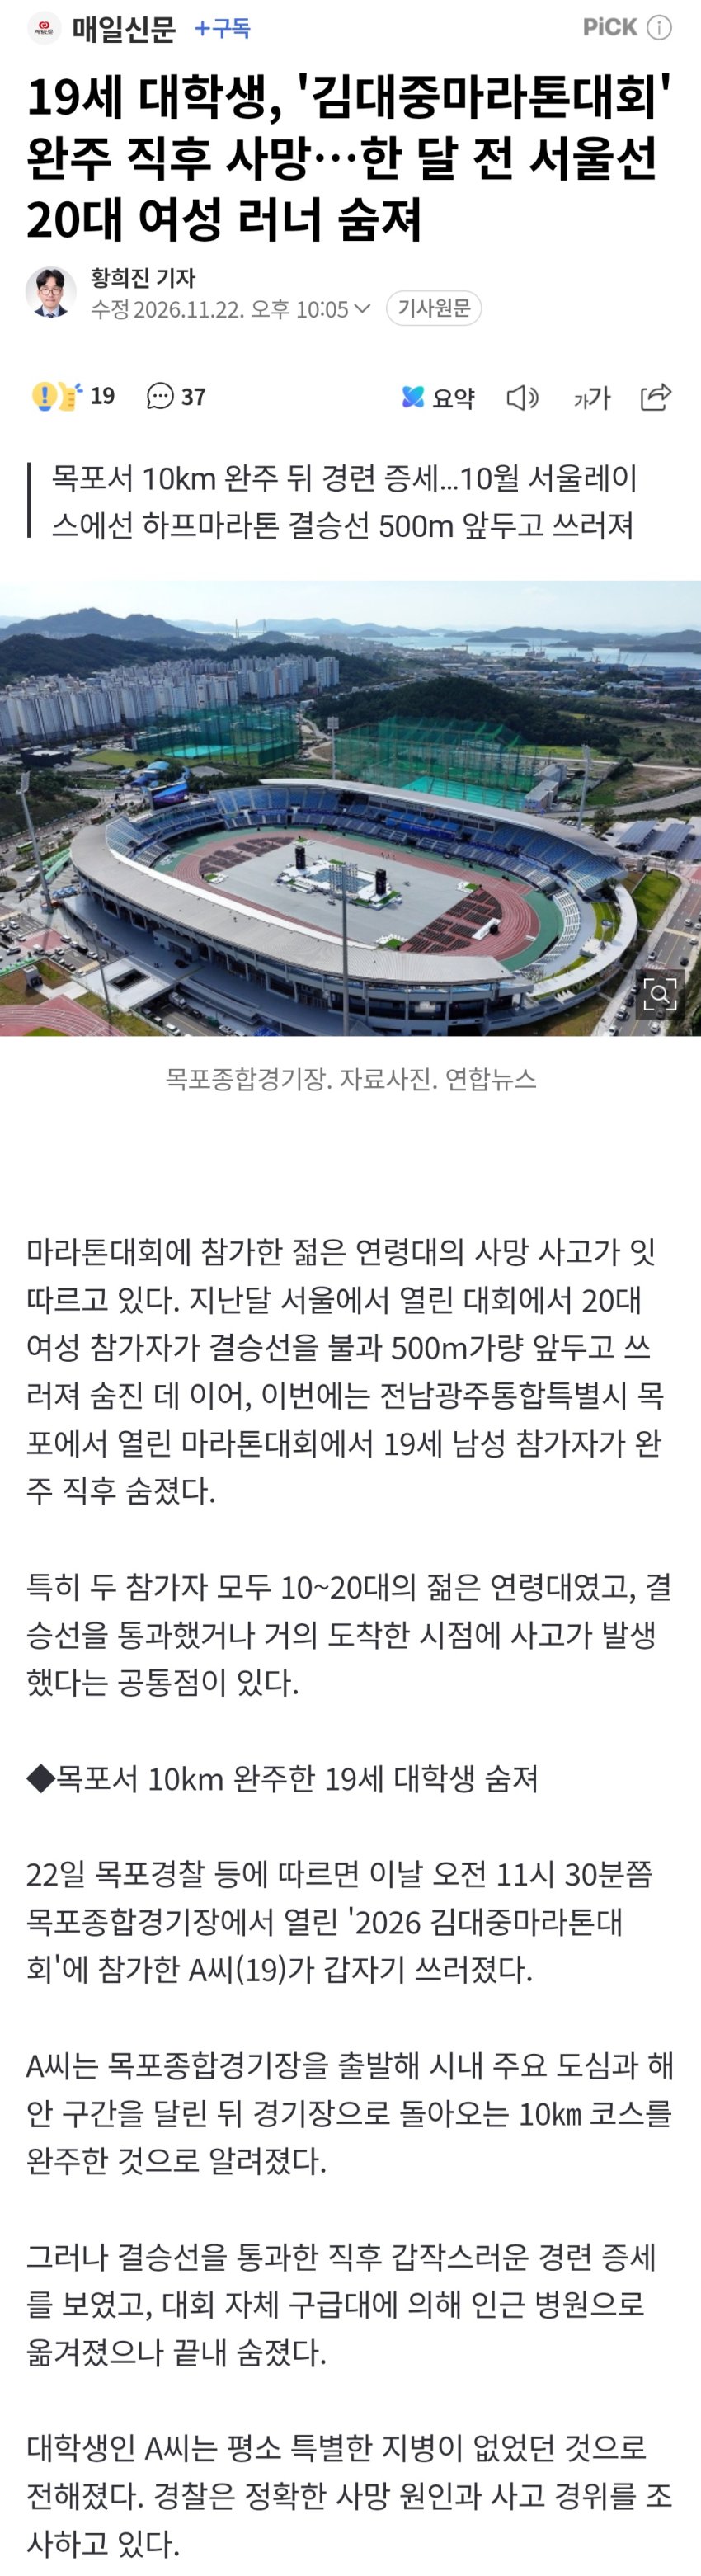 매일신문 +구독
PiCK
19세 대학생, '김대중마라톤대회'
완주 직후 사망…한 달 전 서울선
20대 여성 러너 숨져
황희진 기자
수정 2026.11.22. 오후 10:05
기사원문
19
37
요약
가가
목포서 10km 완주 뒤 경련 증세…10월 서울레이
스에선 하프마라톤 결승선 500m 앞두고 쓰러져
목포종합경기장. 자료사진. 연합뉴스
마라톤대회에 참가한 젊은 연령대의 사망 사고가 잇
따르고 있다. 지난달 서울에서 열린 대회에서 20대
여성 참가자가 결승선을 불과 500m가량 앞두고 쓰
러져 숨진 데 이어, 이번에는 전남광주통합특별시 목
포에서 열린 마라톤대회에서 19세 남성 참가자가 완
주 직후 숨졌다.
특히 두 참가자 모두 10~20대의 젊은 연령대였고, 결
승선을 통과했거나 거의 도착한 시점에 사고가 발생
했다는 공통점이 있다.
◆목포서 10km 완주한 19세 대학생 숨져
22일 목포경찰 등에 따르면 이날 오전 11시 30분쯤
목포종합경기장에서 열린 '2026 김대중마라톤대
회'에 참가한 A씨(19)가 갑자기 쓰러졌다.
A씨는 목포종합경기장을 출발해 시내 주요 도심과 해
안 구간을 달린 뒤 경기장으로 돌아오는 10㎞ 코스를
완주한 것으로 알려졌다.
그러나 결승선을 통과한 직후 갑작스러운 경련 증세
를 보였고, 대회 자체 구급대에 의해 인근 병원으로
옮겨졌으나 끝내 숨졌다.
대학생인 A씨는 평소 특별한 지병이 없었던 것으로
전해졌다. 경찰은 정확한 사망 원인과 사고 경위를 조
사하고 있다.